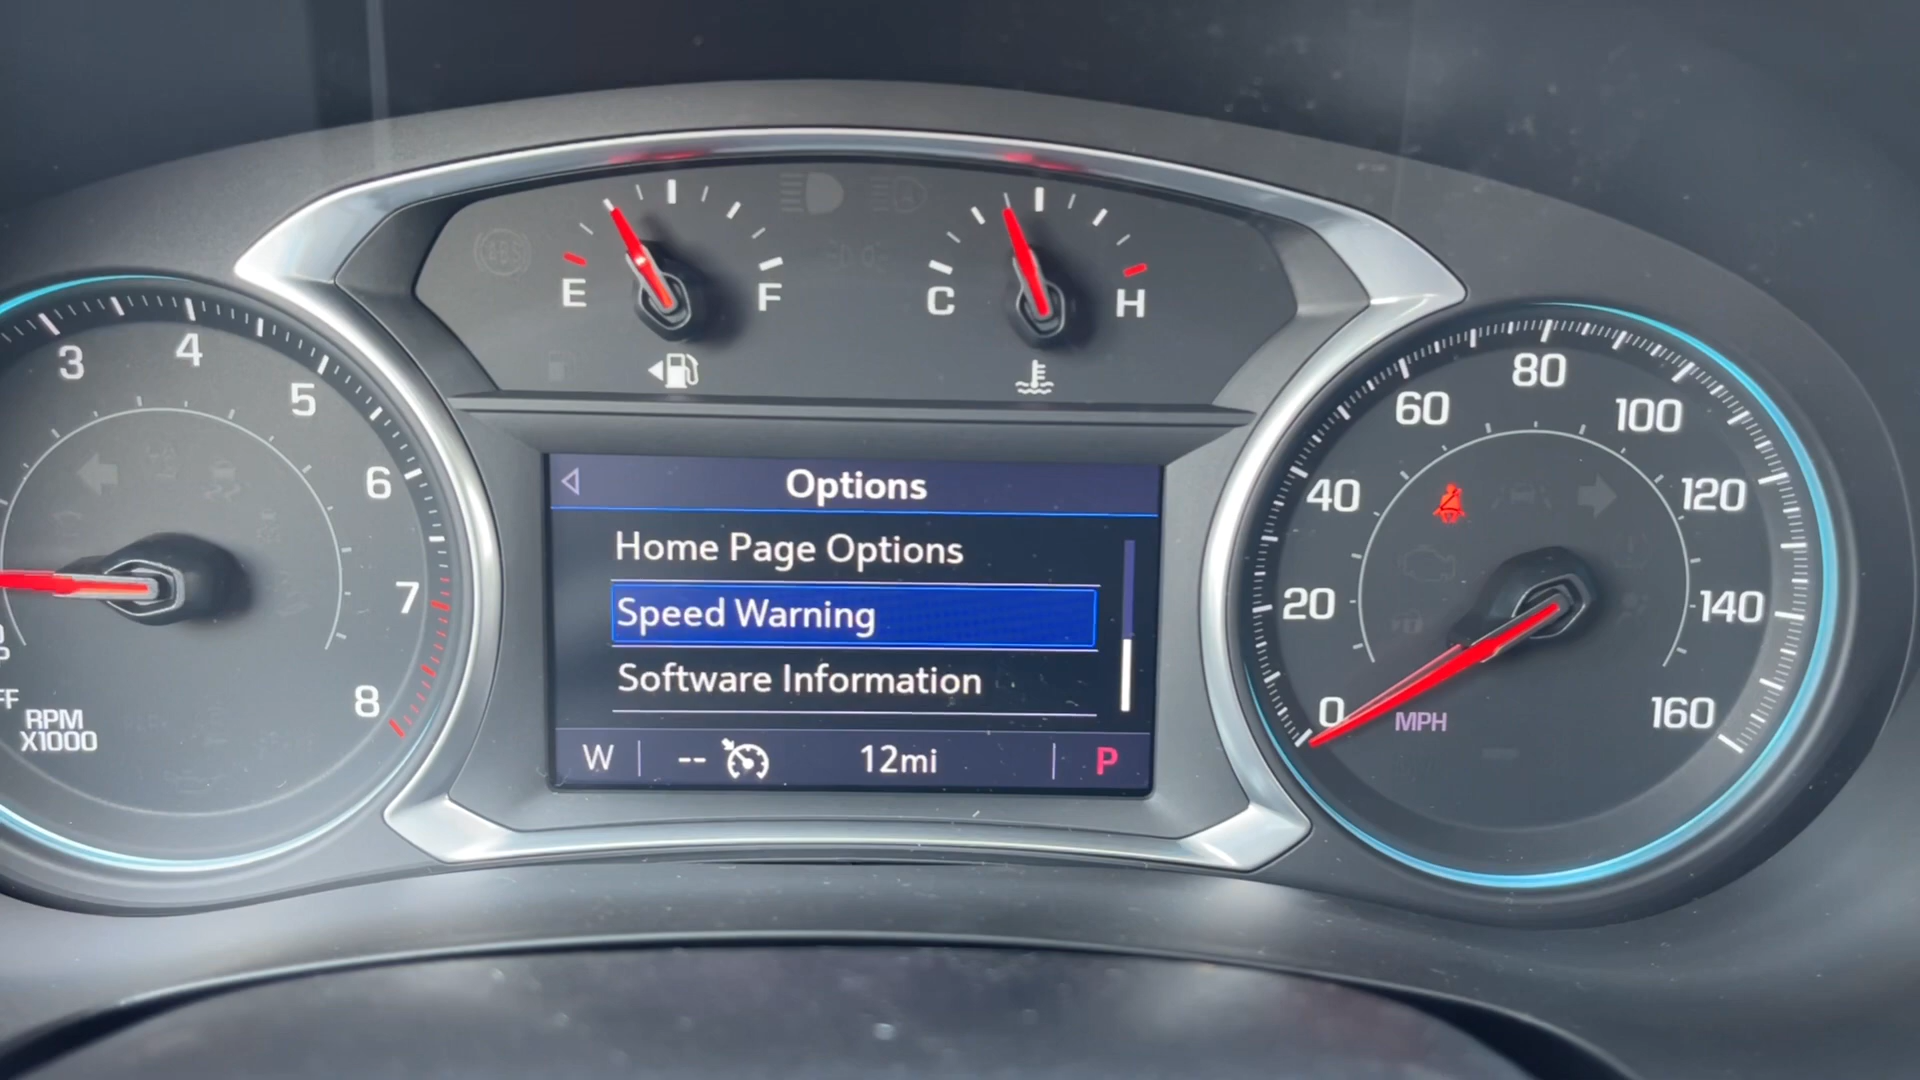 E F
C H
3
4
5
6
7
8
RPM
X1000
Options
Home Page Options
Speed Warning
Software Information
W -- 12mi P
0
20
40
60
80
100
120
140
160
MPH